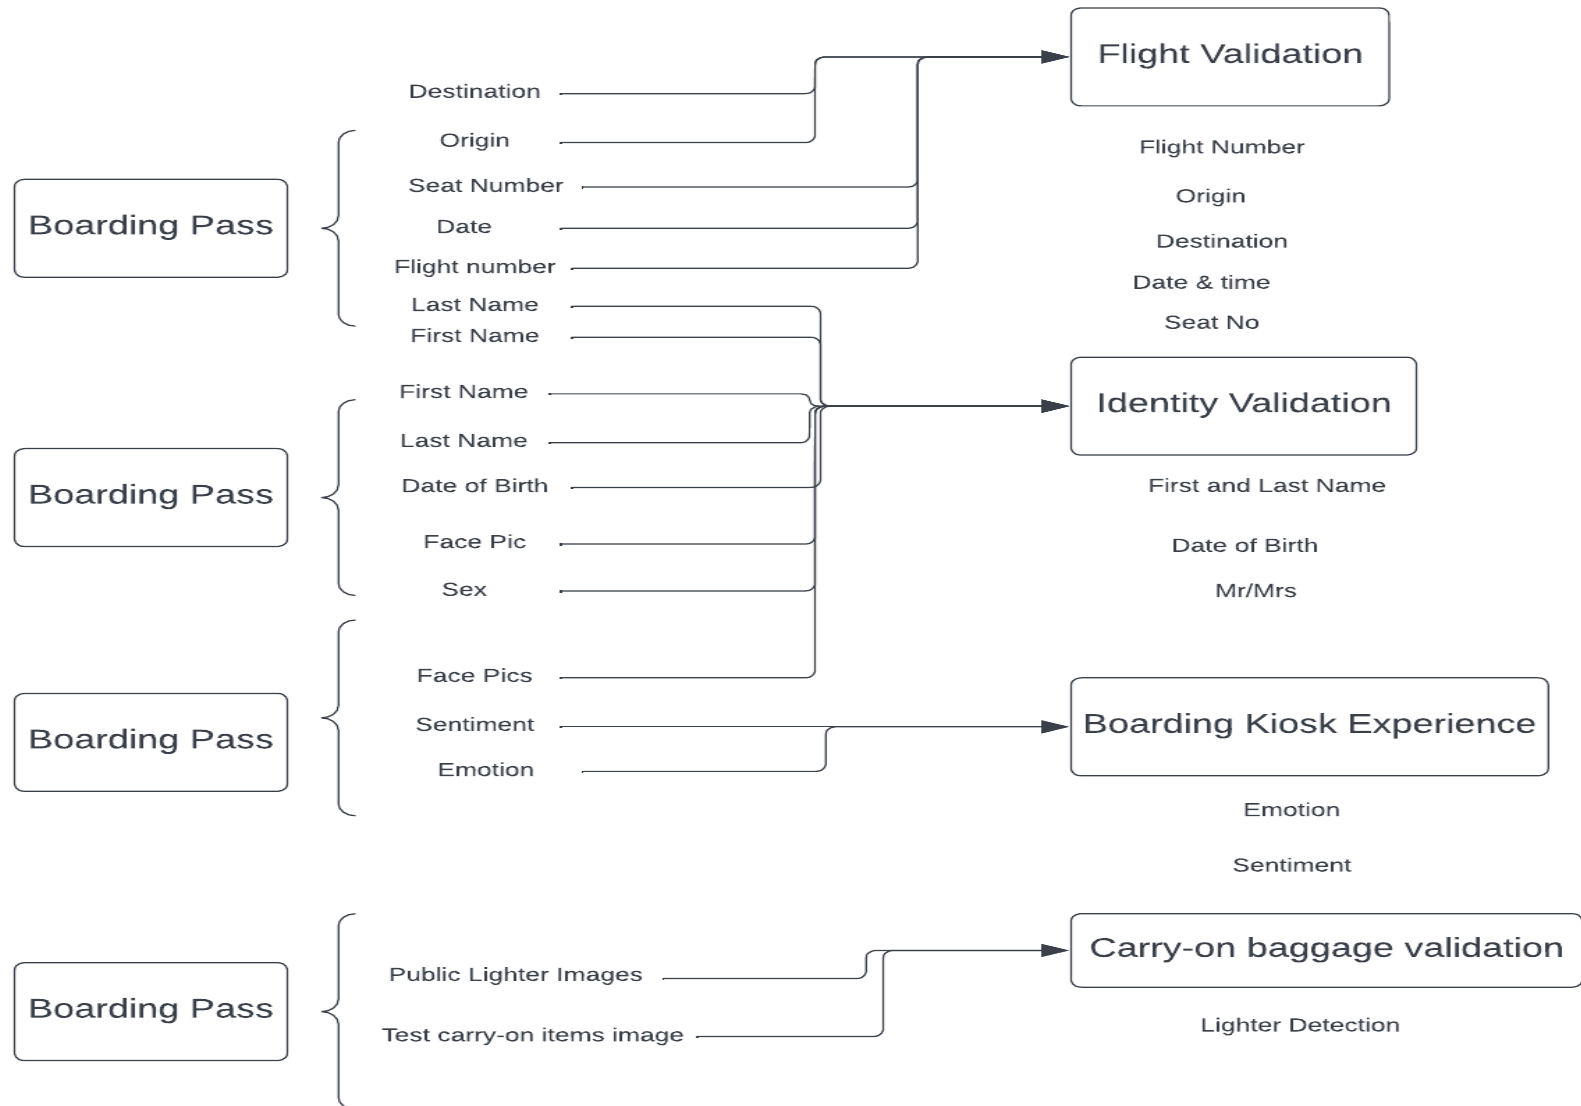 Boarding Pass
Destination
Origin
Seat Number
Date
Flight number
Last Name
First Name
Flight Validation
Flight Number
Origin
Destination
Date & time
Seat No
Boarding Pass
First Name
Last Name
Date of Birth
Face Pic
Sex
Identity Validation
First and Last Name
Date of Birth
Mr/Mrs
Boarding Pass
Face Pics
Sentiment
Emotion
Boarding Kiosk Experience
Emotion
Sentiment
Boarding Pass
Public Lighter Images
Test carry-on items image
Carry-on baggage validation
Lighter Detection